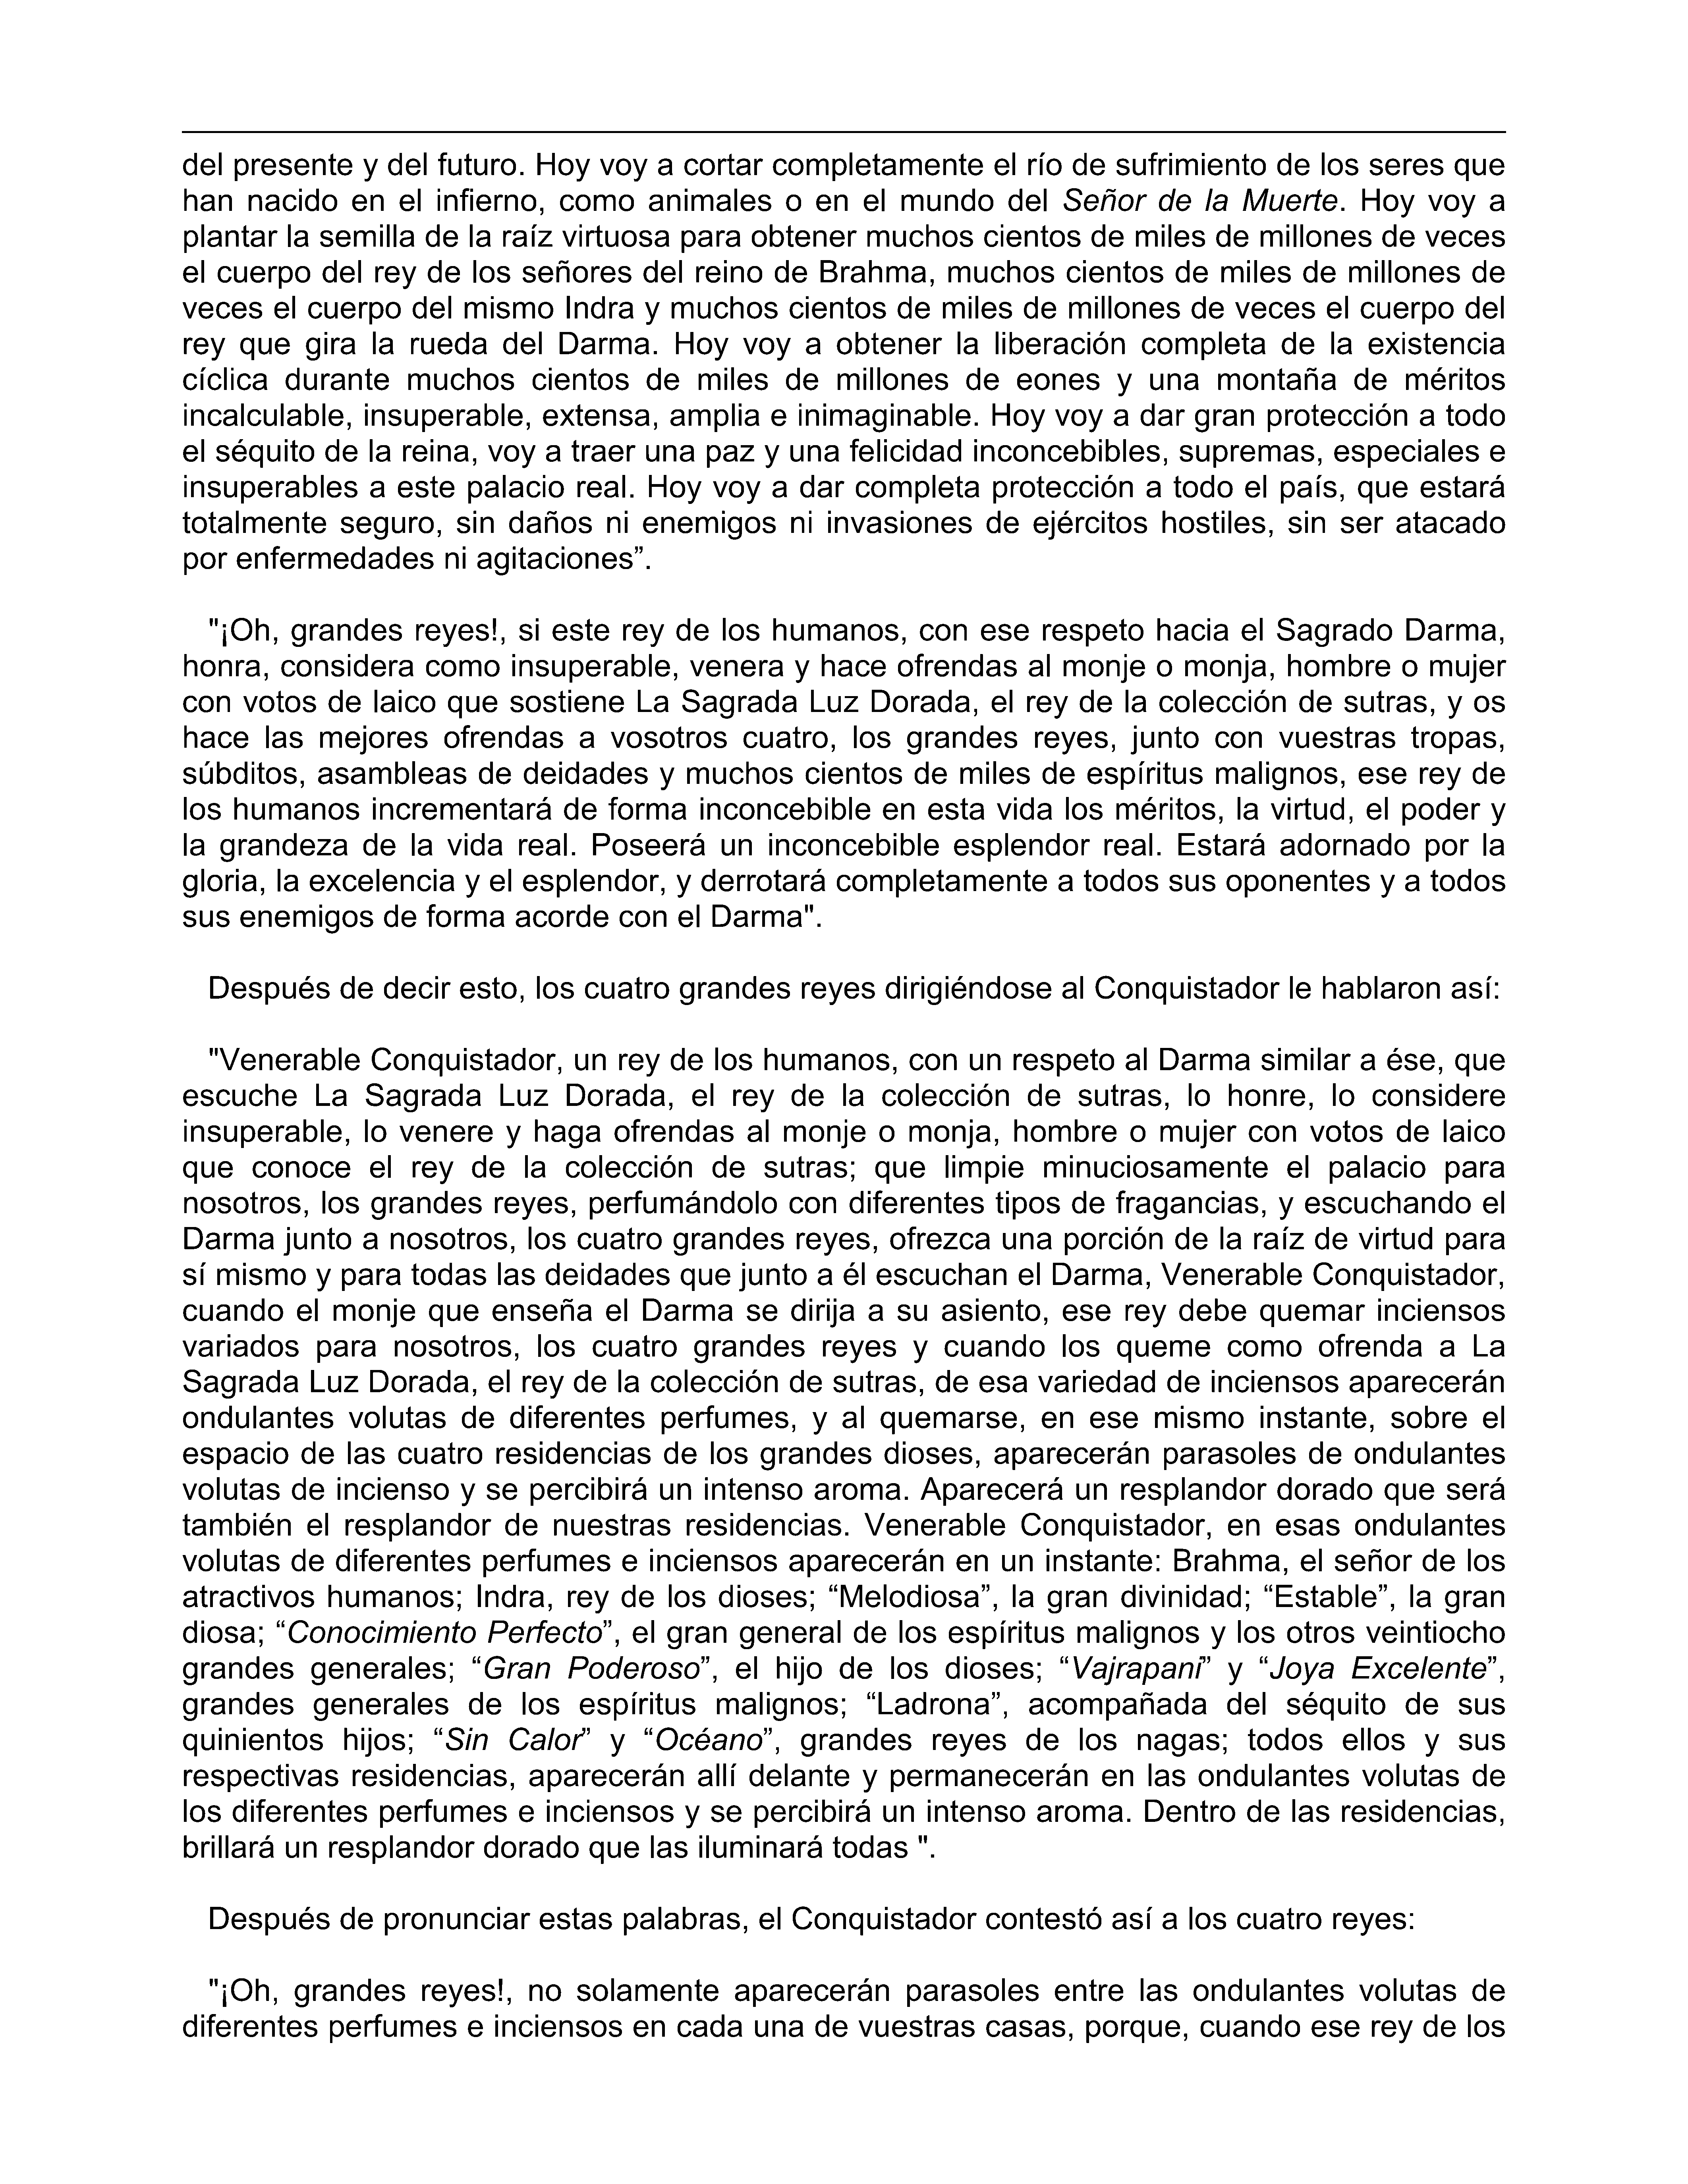 del presente y del futuro. Hoy voy a cortar completamente el río de sufrimiento de los seres que
han nacido en el infierno, como animales o en el mundo del Señor de la Muerte. Hoy voy a
plantar la semilla de la raíz virtuosa para obtener muchos cientos de miles de millones de veces
el cuerpo del rey de los señores del reino de Brahma, muchos cientos de miles de millones de
veces el cuerpo del mismo Indra y muchos cientos de miles de millones de veces el cuerpo del
rey que gira la rueda del Darma. Hoy voy a obtener la liberación completa de la existencia
cíclica durante muchos cientos de miles de millones de eones y una montaña de méritos
incalculable, insuperable, extensa, amplia e inimaginable. Hoy voy a dar gran protección a todo
el séquito de la reina, voy a traer una paz y una felicidad inconcebibles, supremas, especiales e
insuperables a este palacio real. Hoy voy a dar completa protección a todo el país, que estará
totalmente seguro, sin daños ni enemigos ni invasiones de ejércitos hostiles, sin ser atacado
por enfermedades ni agitaciones”.
"¡Oh, grandes reyes!, si este rey de los humanos, con ese respeto hacia el Sagrado Darma,
honra, considera como insuperable, venera y hace ofrendas al monje o monja, hombre o mujer
con votos de laico que sostiene La Sagrada Luz Dorada, el rey de la colección de sutras, y os
hace las mejores ofrendas a vosotros cuatro, los grandes reyes, junto con vuestras tropas,
súbditos, asambleas de deidades y muchos cientos de miles de espíritus malignos, ese rey de
los humanos incrementará de forma inconcebible en esta vida los méritos, la virtud, el poder y
la grandeza de la vida real. Poseerá un inconcebible esplendor real. Estará adornado por la
gloria, la excelencia y el esplendor, y derrotará completamente a todos sus oponentes y a todos
sus enemigos de forma acorde con el Darma".
Después de decir esto, los cuatro grandes reyes dirigiéndose al Conquistador le hablaron así:
"Venerable Conquistador, un rey de los humanos, con un respeto al Darma similar a ése, que
escuche La Sagrada Luz Dorada, el rey de la colección de sutras, lo honre, lo considere
insuperable, lo venere y haga ofrendas al monje o monja, hombre o mujer con votos de laico
que conoce el rey de la colección de sutras; que limpie minuciosamente el palacio para
nosotros, los grandes reyes, perfumándolo con diferentes tipos de fragancias, y escuchando el
Darma junto a nosotros, los cuatro grandes reyes, ofrezca una porción de la raíz de virtud para
sí mismo y para todas las deidades que junto a él escuchan el Darma, Venerable Conquistador,
cuando el monje que enseña el Darma se dirija a su asiento, ese rey debe quemar inciensos
variados para nosotros, los cuatro grandes reyes y cuando los queme como ofrenda a La
Sagrada Luz Dorada, el rey de la colección de sutras, de esa variedad de inciensos aparecerán
ondulantes volutas de diferentes perfumes, y al quemarse, en ese mismo instante, sobre el
espacio de las cuatro residencias de los grandes dioses, aparecerán parasoles de ondulantes
volutas de incienso y se percibirá un intenso aroma. Aparecerá un resplandor dorado que será
también el resplandor de nuestras residencias. Venerable Conquistador, en esas ondulantes
volutas de diferentes perfumes e inciensos aparecerán en un instante: Brahma, el señor de los
atractivos humanos; Indra, rey de los dioses; “Melodiosa”, la gran divinidad; “Estable”, la gran
diosa; “Conocimiento Perfecto”, el gran general de los espíritus malignos y los otros veintiocho
grandes generales; “Gran Poderoso”, el hijo de los dioses; “Vajrapani” y “Joya Excelente”,
grandes generales de los espíritus malignos; “Ladrona”, acompañada del séquito de sus
quinientos hijos; “Sin Calor” y “Océano”, grandes reyes de los nagas; todos ellos y sus
respectivas residencias, aparecerán allí delante y permanecerán en las ondulantes volutas de
los diferentes perfumes e inciensos y se percibirá un intenso aroma. Dentro de las residencias,
brillará un resplandor dorado que las iluminará todas ".
Después de pronunciar estas palabras, el Conquistador contestó así a los cuatro reyes:
"¡Oh, grandes reyes!, no solamente aparecerán parasoles entre las ondulantes volutas de
diferentes perfumes e inciensos en cada una de vuestras casas, porque, cuando ese rey de los